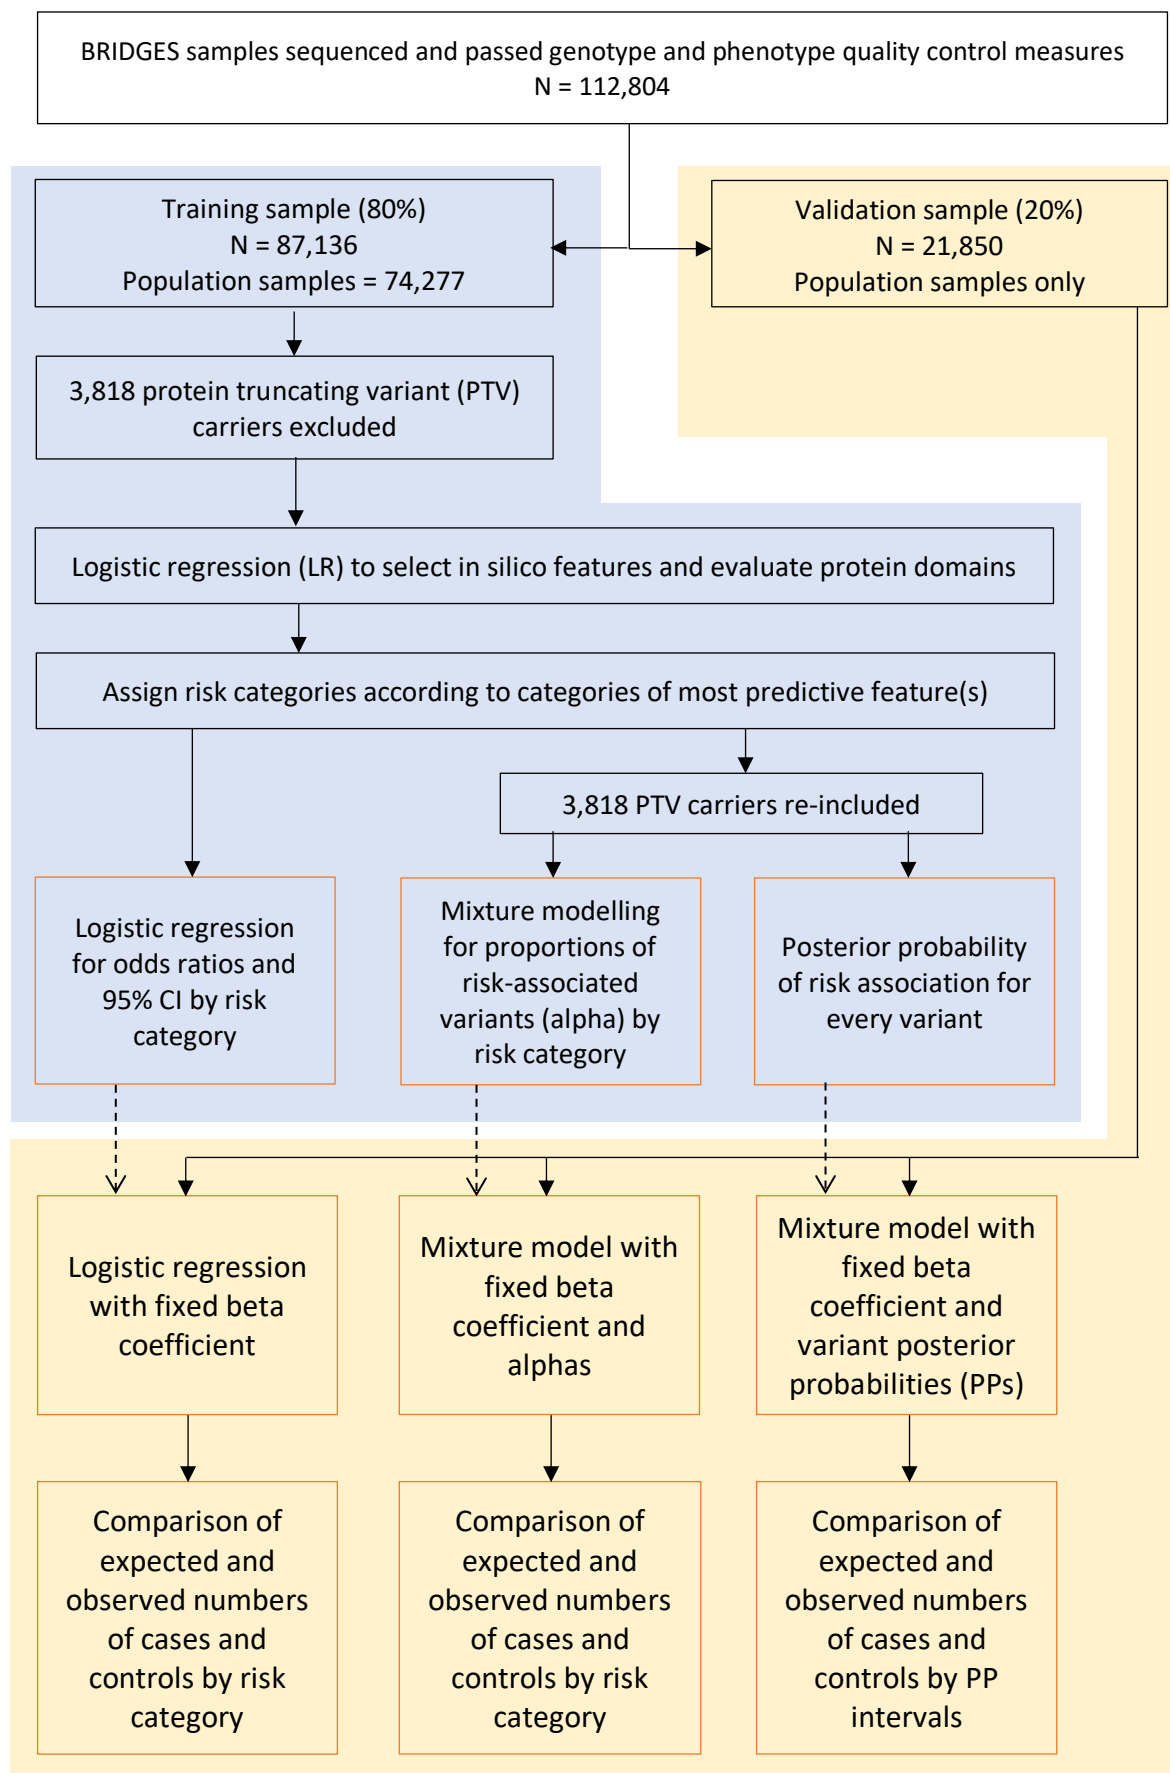 BRIDGES samples sequenced and passed genotype and phenotype quality control measures
N = 112,804
Training sample (80%)
N = 87,136
Population samples = 74,277
Validation sample (20%)
N = 21,850
Population samples only
3,818 protein truncating variant (PTV)
carriers excluded
Logistic regression (LR) to select in silico features and evaluate protein domains
Assign risk categories according to categories of most predictive feature(s)
3,818 PTV carriers re-included
Logistic regression
for odds ratios and
95% CI by risk
category
Mixture modelling
for proportions of
risk-associated
variants (alpha) by
risk category
Posterior probability
of risk association for
every variant
Logistic regression
with fixed beta
coefficient
Mixture model with
fixed beta
coefficient and
alphas
Mixture model with
fixed beta
coefficient and
variant posterior
probabilities (PPs)
Comparison of
expected and
observed numbers
of cases and
controls by risk
category
Comparison of
expected and
observed numbers
of cases and
controls by risk
category
Comparison of
expected and
observed numbers
of cases and
controls by PP
intervals